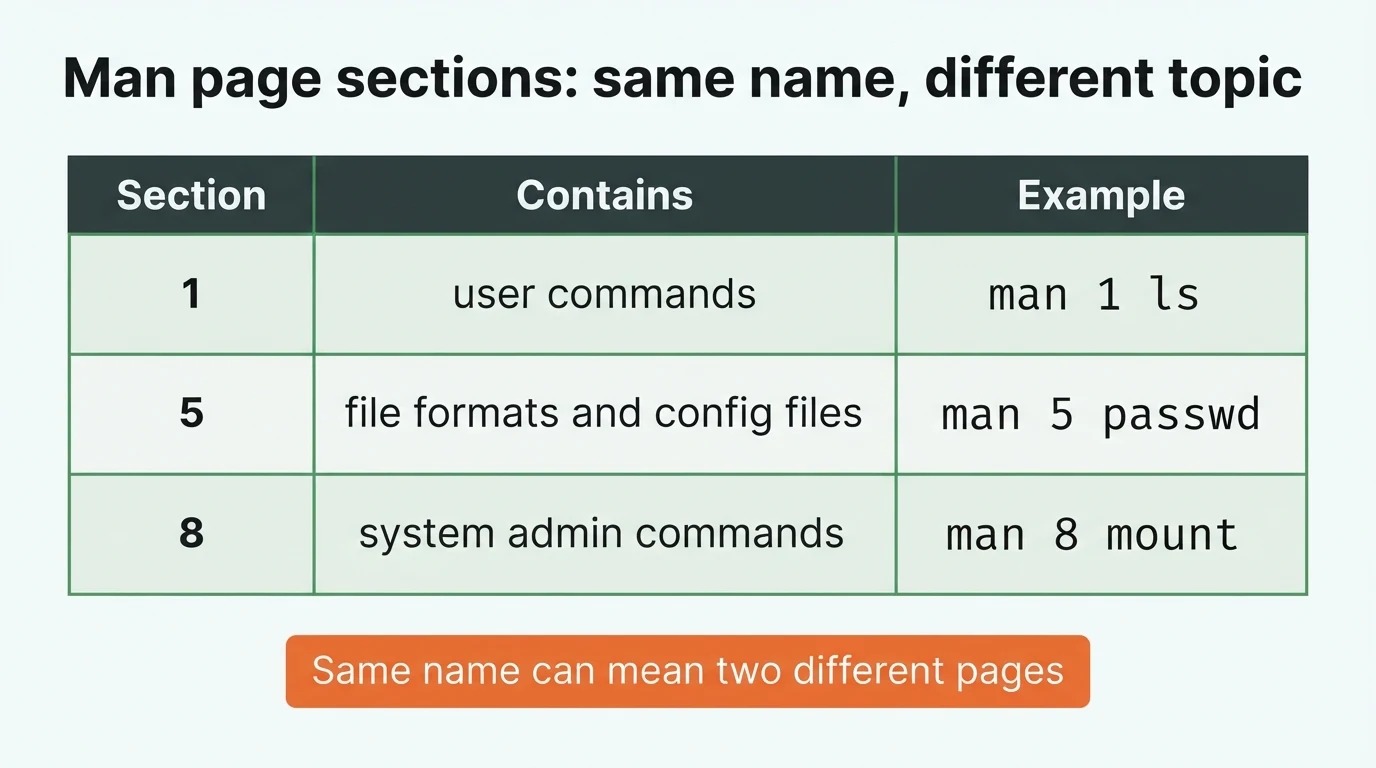 Man page sections: same name, different topic
Section Contains Example
1 user commands man 1 ls
5 file formats and config files man 5 passwd
8 system admin commands man 8 mount
Same name can mean two different pages